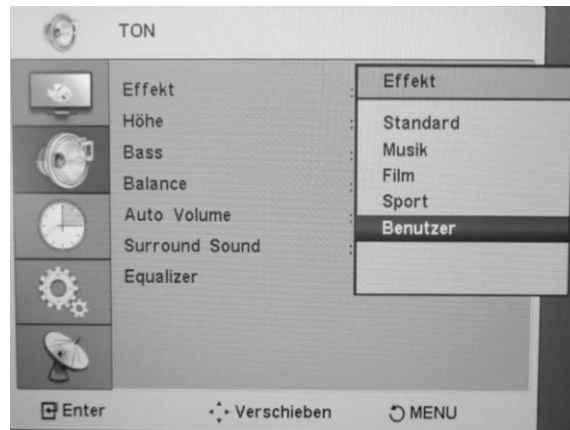 TON
Effekt :
Höhe :
Bass :
Balance :
Auto Volume :
Surround Sound :
Equalizer
Effekt
Standard
Musik
Film
Sport
Benutzer
Enter
Verschieben
MENU